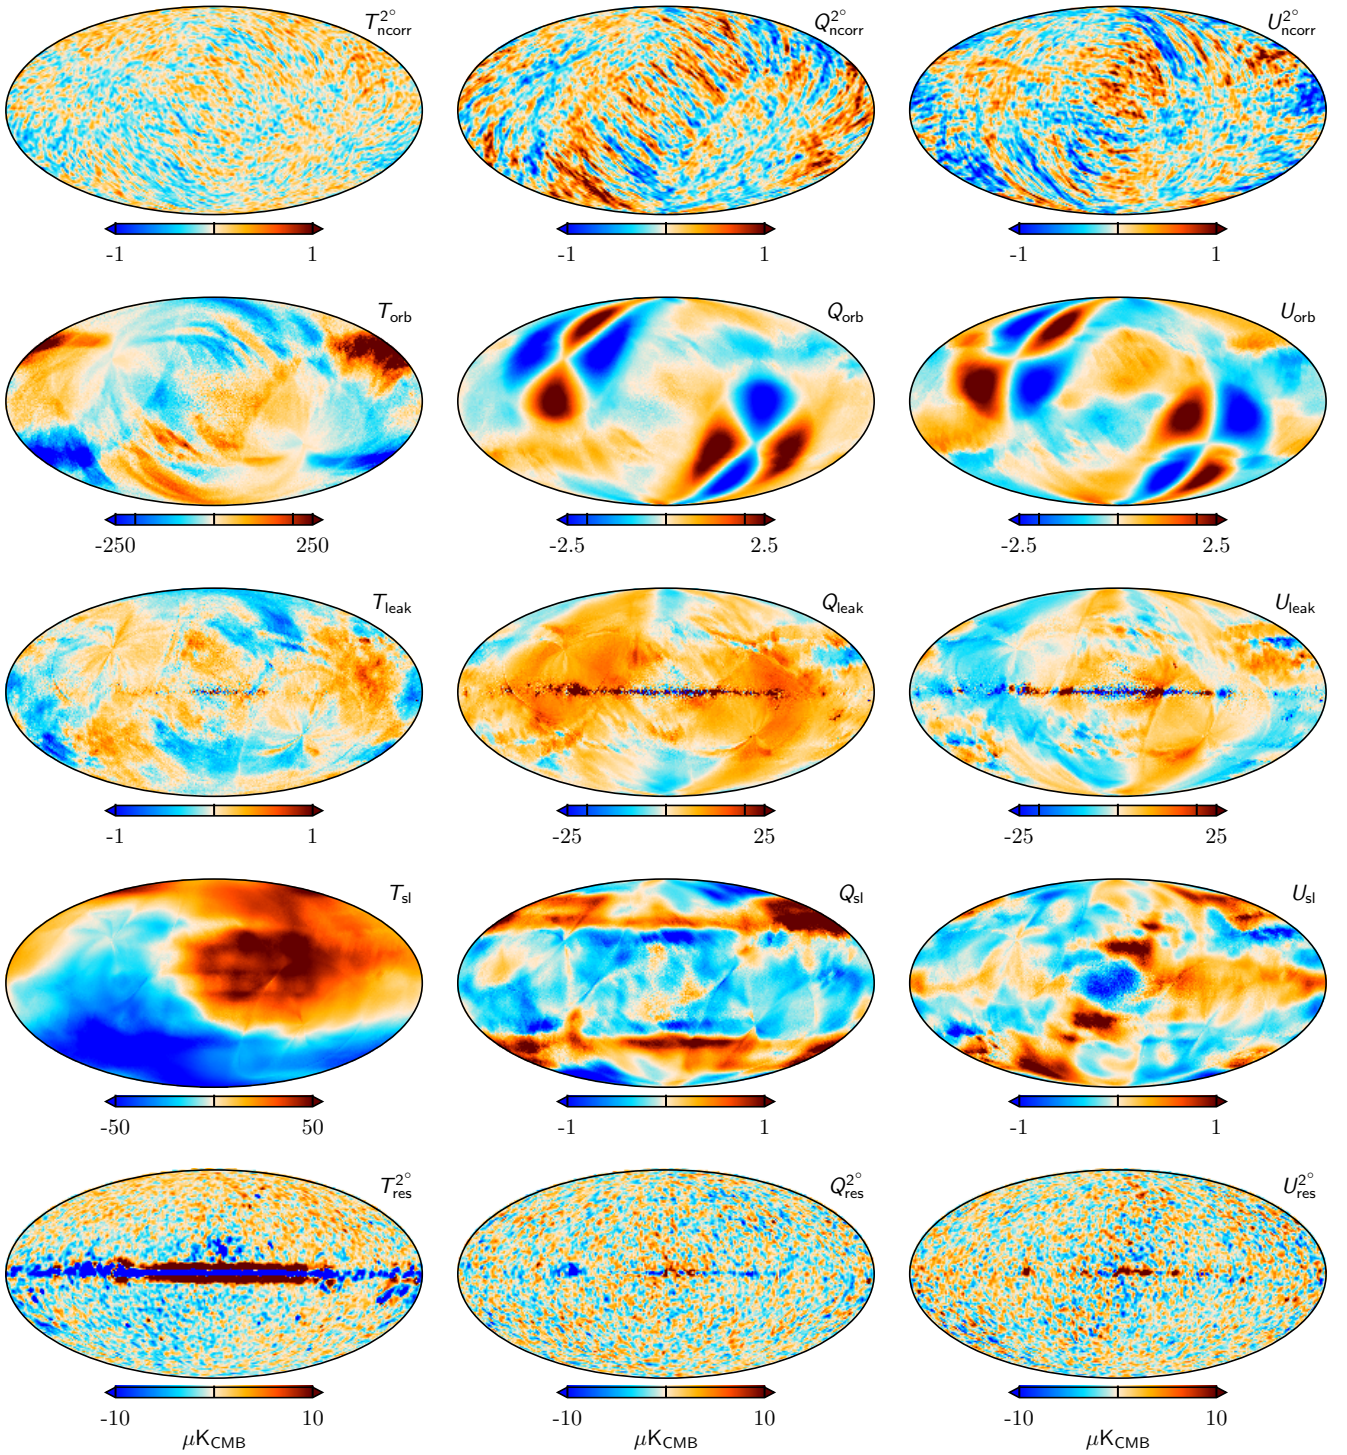 T^{2°}_{ncorr} Q^{2°}_{ncorr} U^{2°}_{ncorr}
-1 1 -1 1 -1 1
T_{orb} Q_{orb} U_{orb}
-250 250 -2.5 2.5 -2.5 2.5
T_{leak} Q_{leak} U_{leak}
-1 1 -25 25 -25 25
T_{sl} Q_{sl} U_{sl}
-50 50 -1 1 -1 1
T^{2°}_{res} Q^{2°}_{res} U^{2°}_{res}
-10 10 -10 10 -10 10
μK_{CMB} μK_{CMB} μK_{CMB}